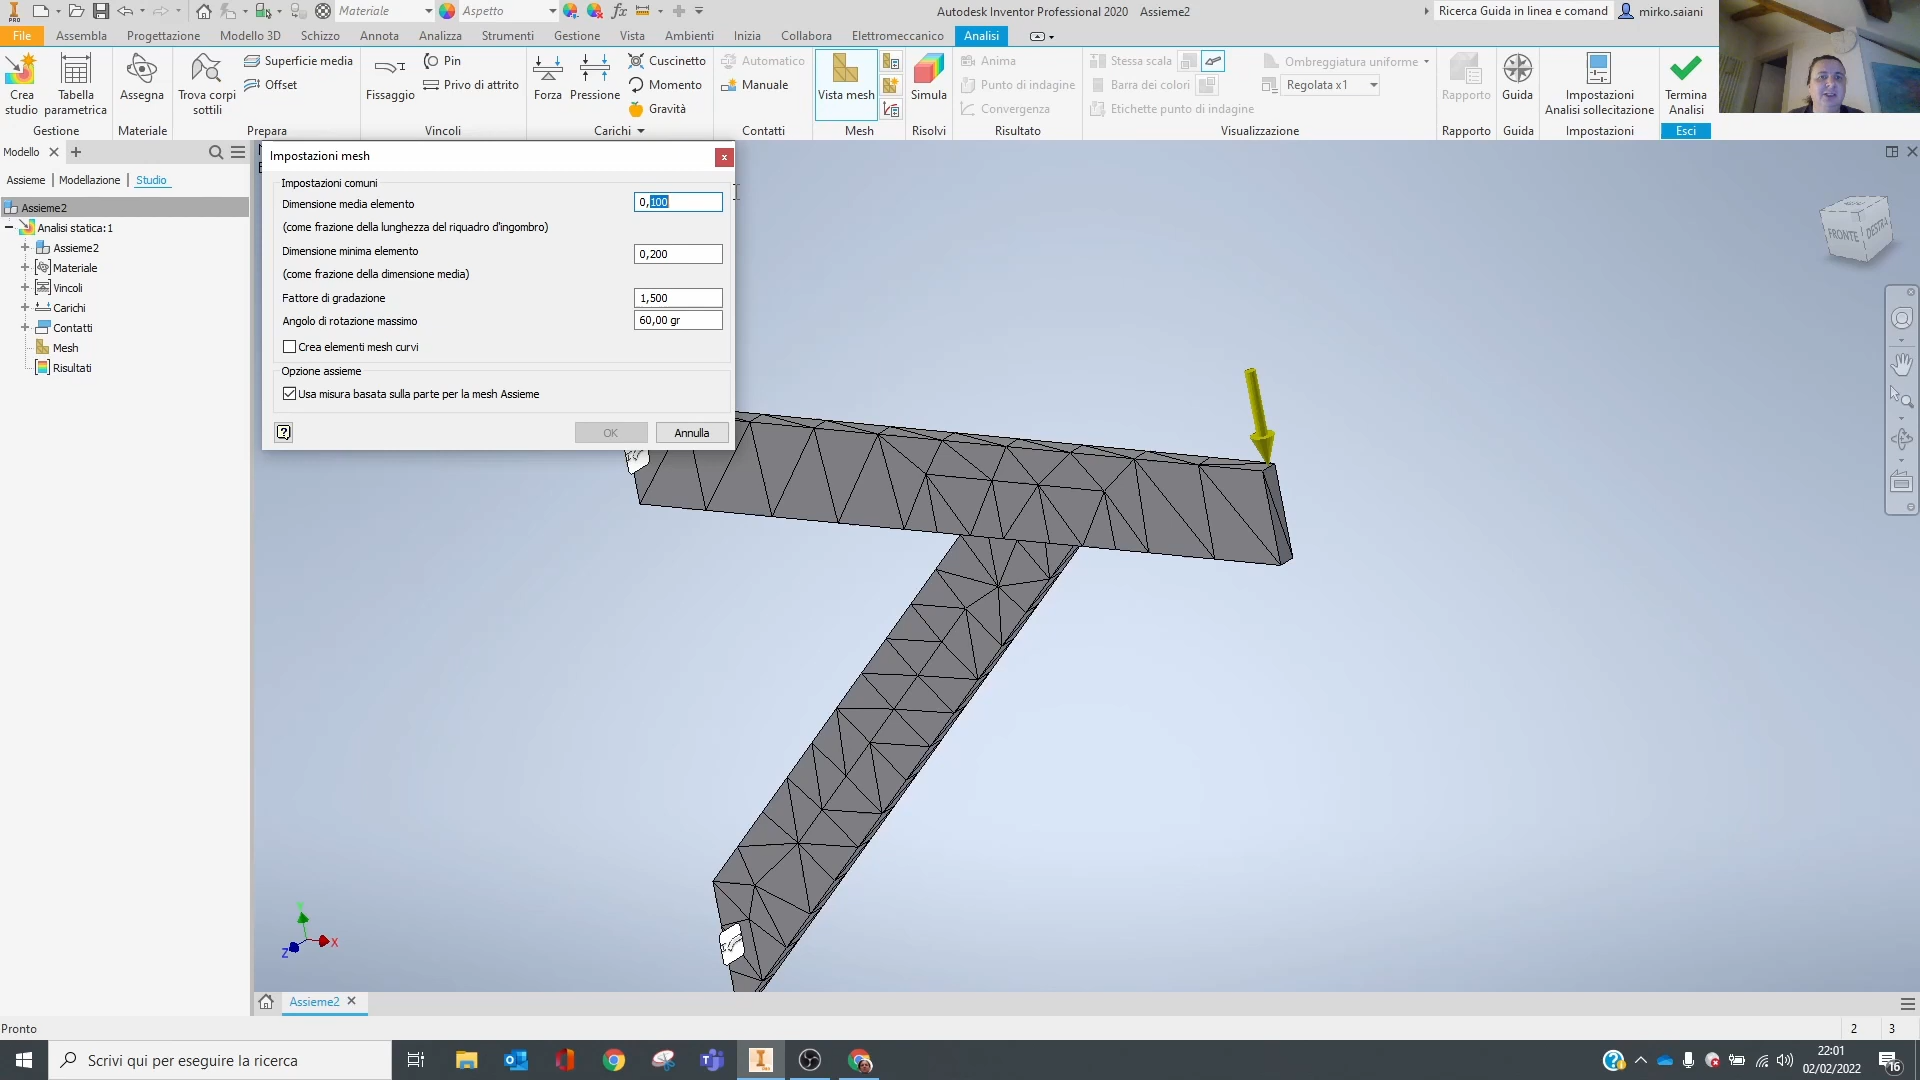 Materiale
Aspetto
fx
Autodesk Inventor Professional 2020 Assieme2
Ricerca Guida in linea e comand
mirko.saiani
File Assembla Progettazione Modello 3D Schizzo Annota Analizza Strumenti Gestione Vista Ambienti Inizia Collabora Elettromeccanico Analisi
Crea studio
Tabella parametrica
Gestione
Assegna
Materiale
Trova corpi sottili
Superficie media
Offset
Prepara
Fissaggio
Pin
Privo di attrito
Vincoli
Forza
Pressione
Cuscinetto
Momento
Gravità
Carichi
Automatico
Manuale
Contatti
Vista mesh
Mesh
Simula
Risolvi
Anima
Punto di indagine
Convergenza
Risultato
Stessa scala
Barra dei colori
Etichette punto di indagine
Ombreggiatura uniforme
Regolata x1
Visualizzazione
Rapporto
Rapporto
Guida
Guida
Impostazioni
Analisi sollecitazione
Impostazioni
Termina
Analisi
Esci
Modello
Assieme | Modellazione | Studio
Assieme2
Analisi statica:1
Assieme2
Materiale
Vincoli
Carichi
Contatti
Mesh
Risultati
Impostazioni mesh
Impostazioni comuni
Dimensione media elemento 0,100
(come frazione della lunghezza del riquadro d'ingombro)
Dimensione minima elemento 0,200
(come frazione della dimensione media)
Fattore di gradazione 1,500
Angolo di rotazione massimo 60,00 gr
Crea elementi mesh curvi
Opzione assieme
Usa misura basata sulla parte per la mesh Assieme
OK Annulla
FRONTE DESTRA
Y
X
Z
Assieme2
Pronto
2 3
Scrivi qui per eseguire la ricerca
22:01
02/02/2022
16